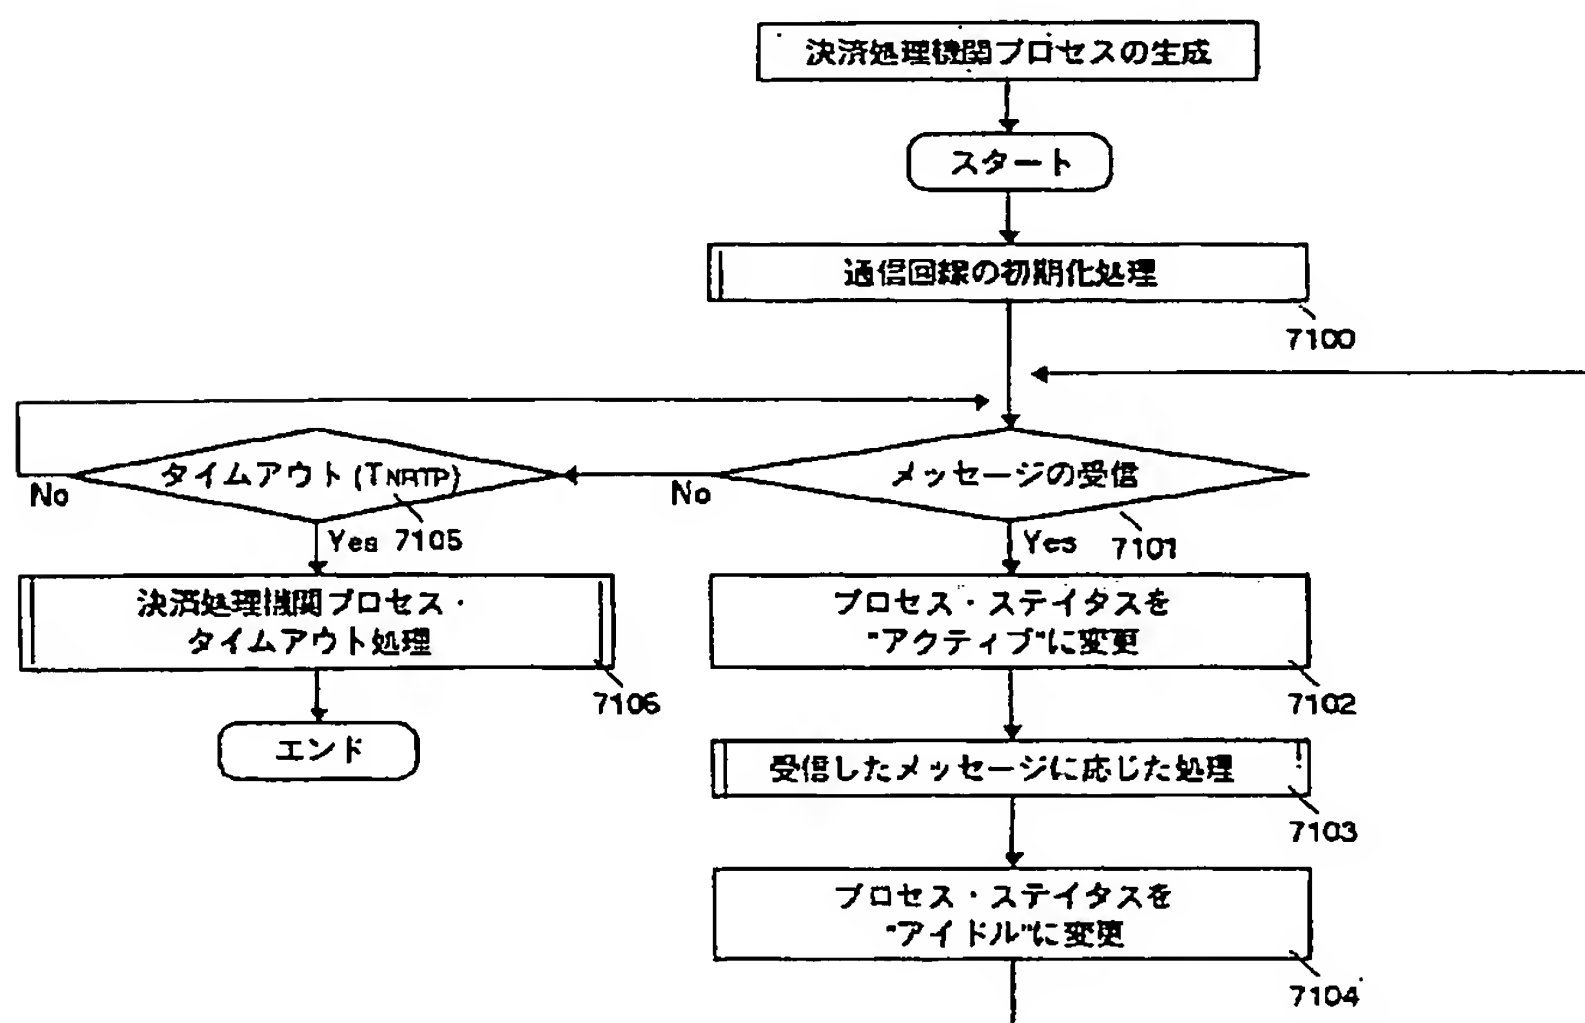 決済処理機関プロセスの生成
スタート
通信回線の初期化処理
7100
タイムアウト (TNRTP)
メッセージの受信
No
No
Yes 7105
Yes 7101
決済処理機関プロセス・
タイムアウト処理
7106
プロセス・ステイタスを
"アクティブ"に変更
7102
エンド
受信したメッセージに応じた処理
7103
プロセス・ステイタスを
"アイドル"に変更
7104